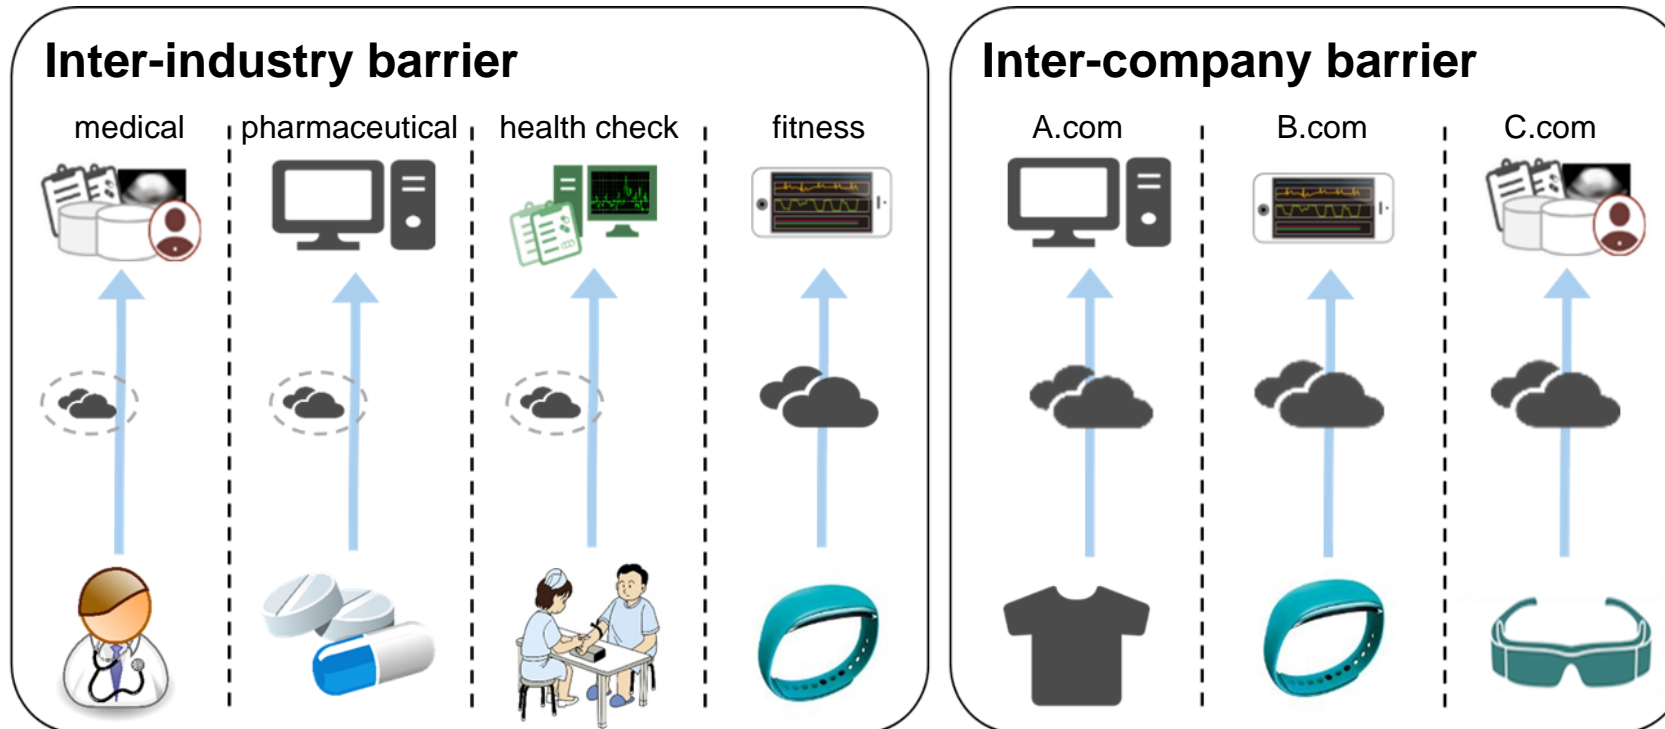 Inter-industry barrier
medical
pharmaceutical
health check
fitness
Inter-company barrier
A.com
B.com
C.com